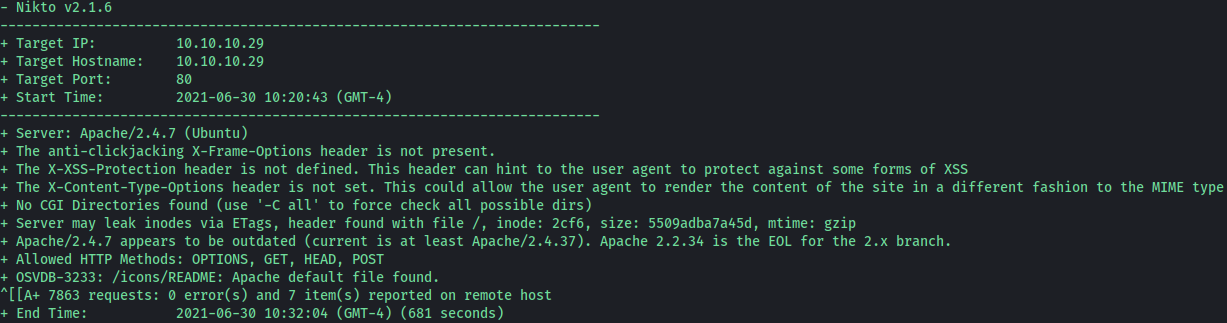 - Nikto v2.1.6
---------------------------------------------------------------------------
+ Target IP:          10.10.10.29
+ Target Hostname:    10.10.10.29
+ Target Port:        80
+ Start Time:         2021-06-30 10:20:43 (GMT-4)
---------------------------------------------------------------------------
+ Server: Apache/2.4.7 (Ubuntu)
+ The anti-clickjacking X-Frame-Options header is not present.
+ The X-XSS-Protection header is not defined. This header can hint to the user agent to protect against some forms of XSS
+ The X-Content-Type-Options header is not set. This could allow the user agent to render the content of the site in a different fashion to the MIME type
+ No CGI Directories found (use '-C all' to force check all possible dirs)
+ Server may leak inodes via ETags, header found with file /, inode: 2cf6, size: 5509adba7a45d, mtime: gzip
+ Apache/2.4.7 appears to be outdated (current is at least Apache/2.4.37). Apache 2.2.34 is the EOL for the 2.x branch.
+ Allowed HTTP Methods: OPTIONS, GET, HEAD, POST
+ OSVDB-3233: /icons/README: Apache default file found.
^[[A+ 7863 requests: 0 error(s) and 7 item(s) reported on remote host
+ End Time:           2021-06-30 10:32:04 (GMT-4) (681 seconds)